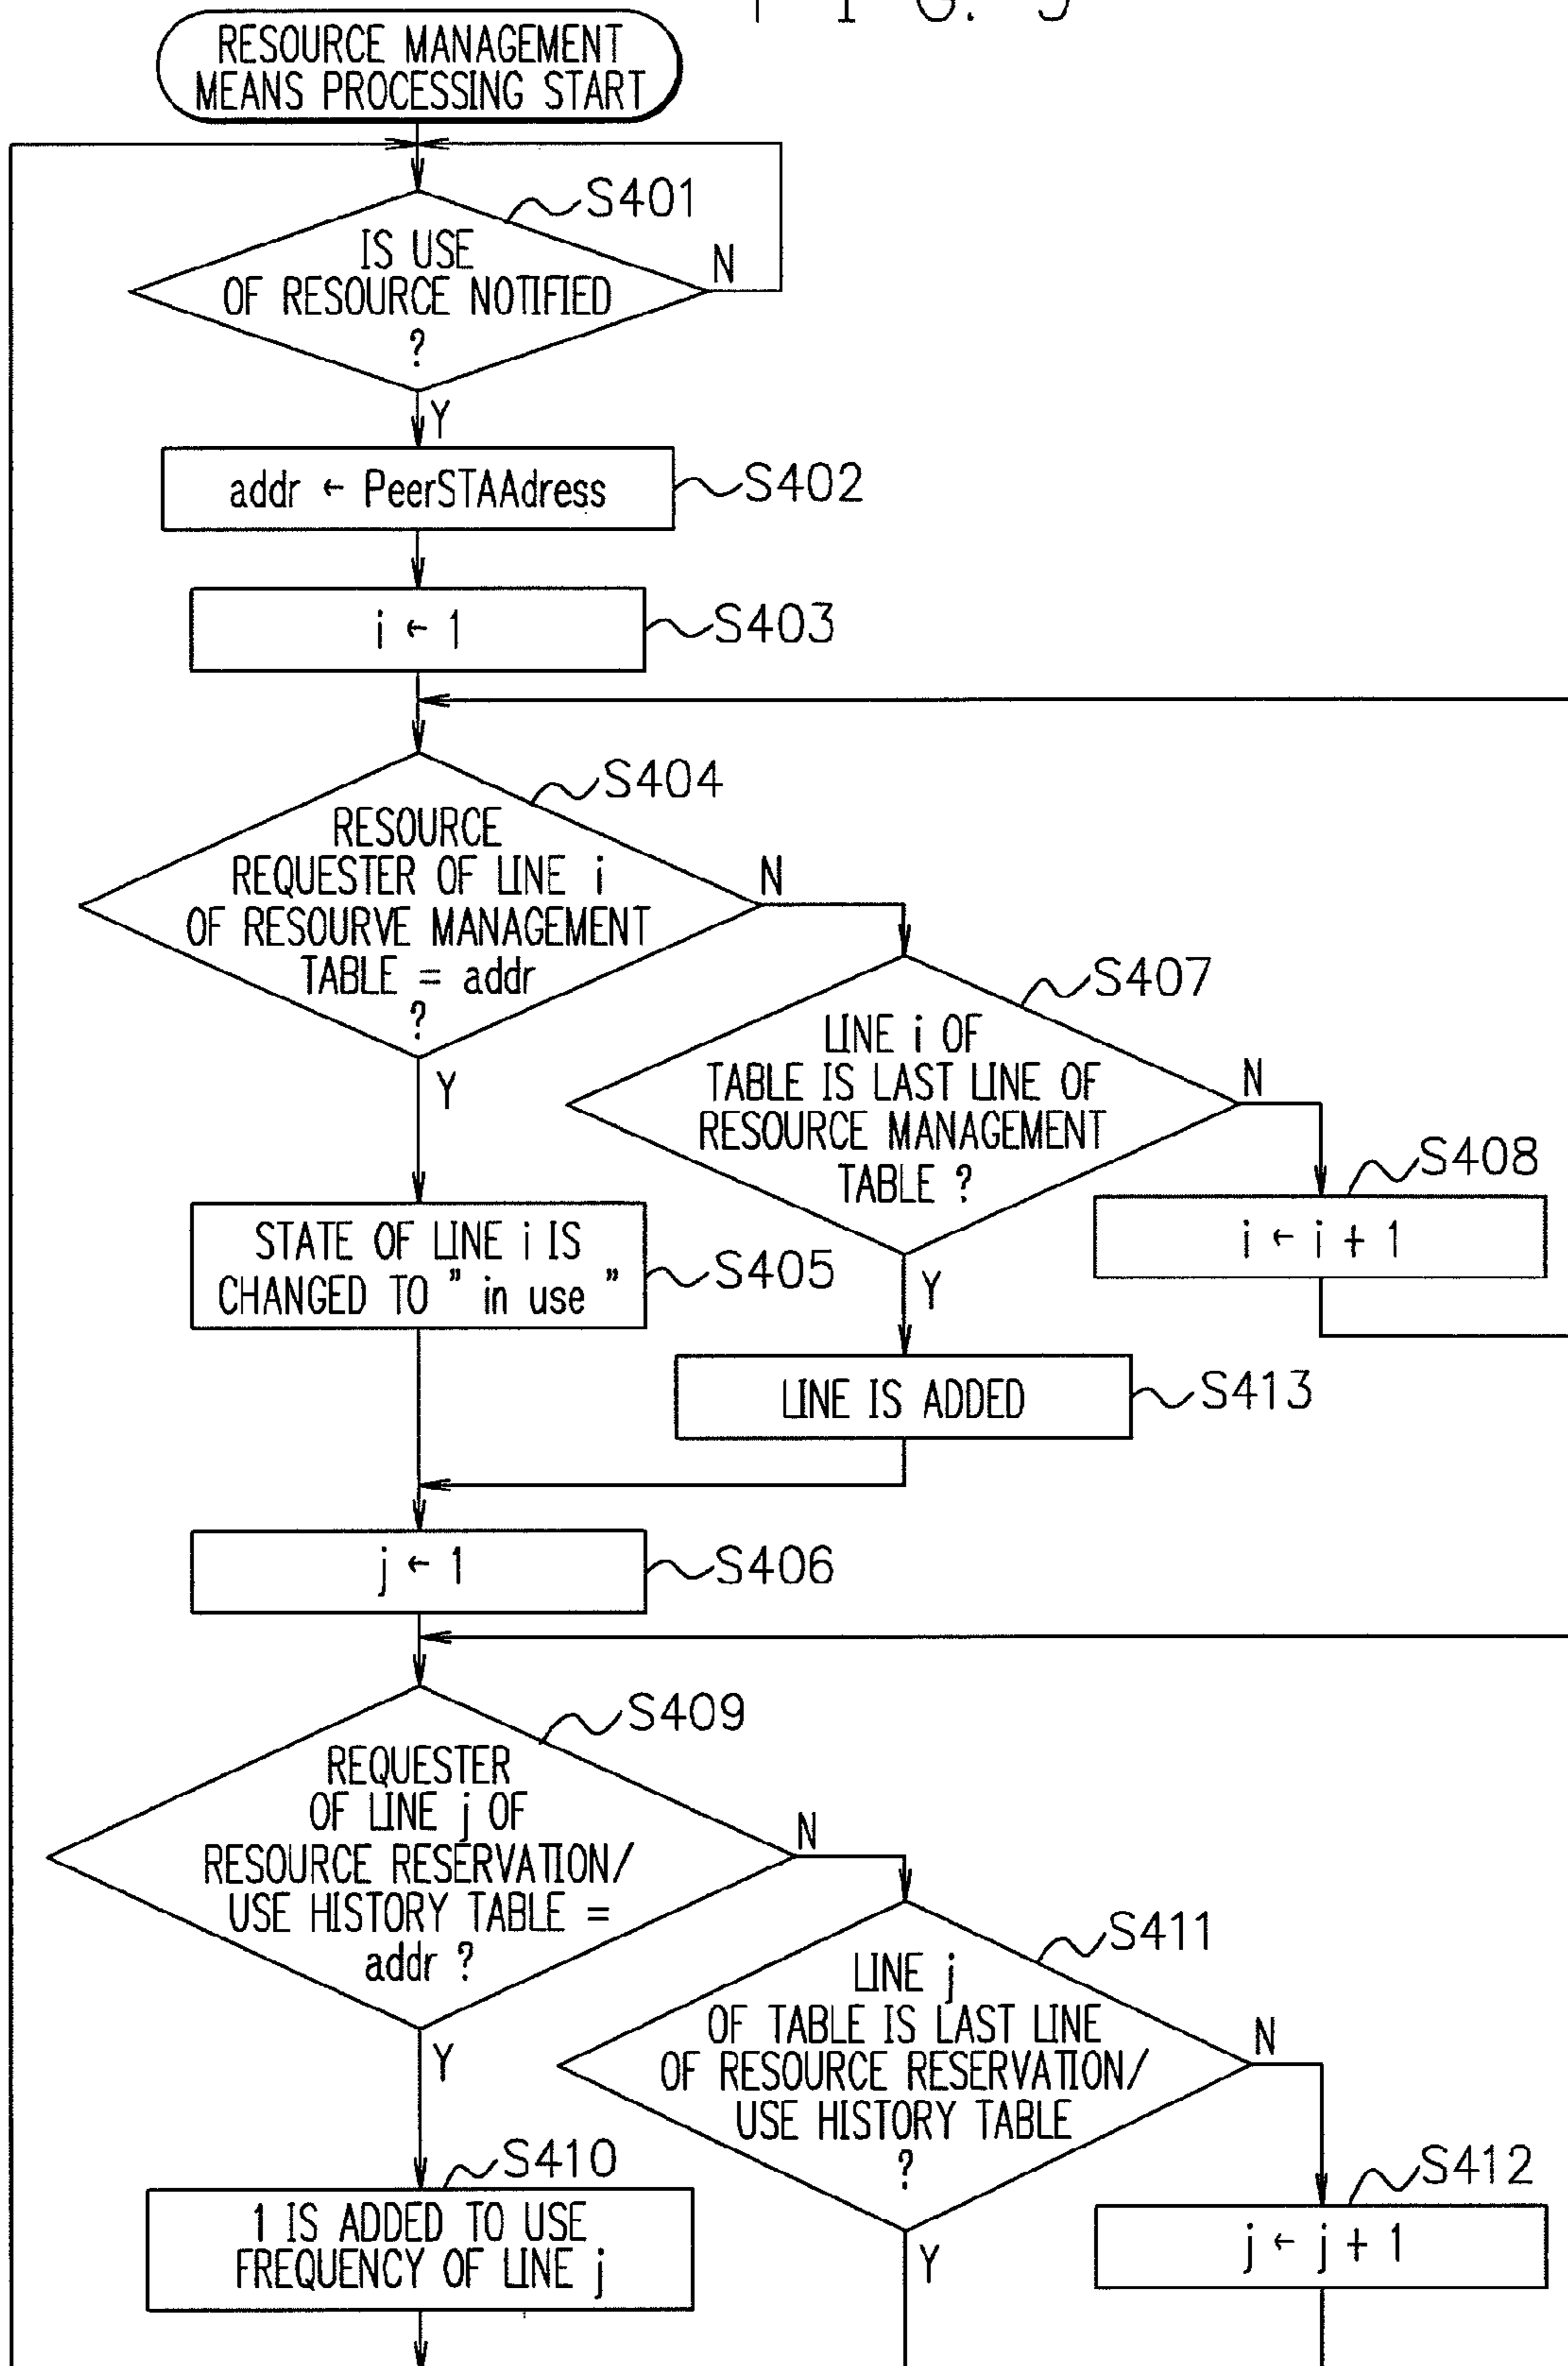 RESOURCE MANAGEMENT
MEANS PROCESSING START
S401
IS USE
OF RESOURCE NOTIFIED
?
N
Y
addr ← PeerSTAAdress
S402
i ← 1
S403
S404
RESOURCE
REQUESTER OF LINE i
OF RESOURVE MANAGEMENT
TABLE = addr
?
N
Y
S407
LINE i OF
TABLE IS LAST LINE OF
RESOURCE MANAGEMENT
TABLE ?
N
Y
S408
i ← i + 1
STATE OF LINE i IS
CHANGED TO " in use "
S405
LINE IS ADDED
S413
j ← 1
S406
S409
REQUESTER
OF LINE j OF
RESOURCE RESERVATION/
USE HISTORY TABLE =
addr ?
N
Y
S411
LINE j
OF TABLE IS LAST LINE
OF RESOURCE RESERVATION/
USE HISTORY TABLE
?
N
Y
S410
1 IS ADDED TO USE
FREQUENCY OF LINE j
S412
j ← j + 1